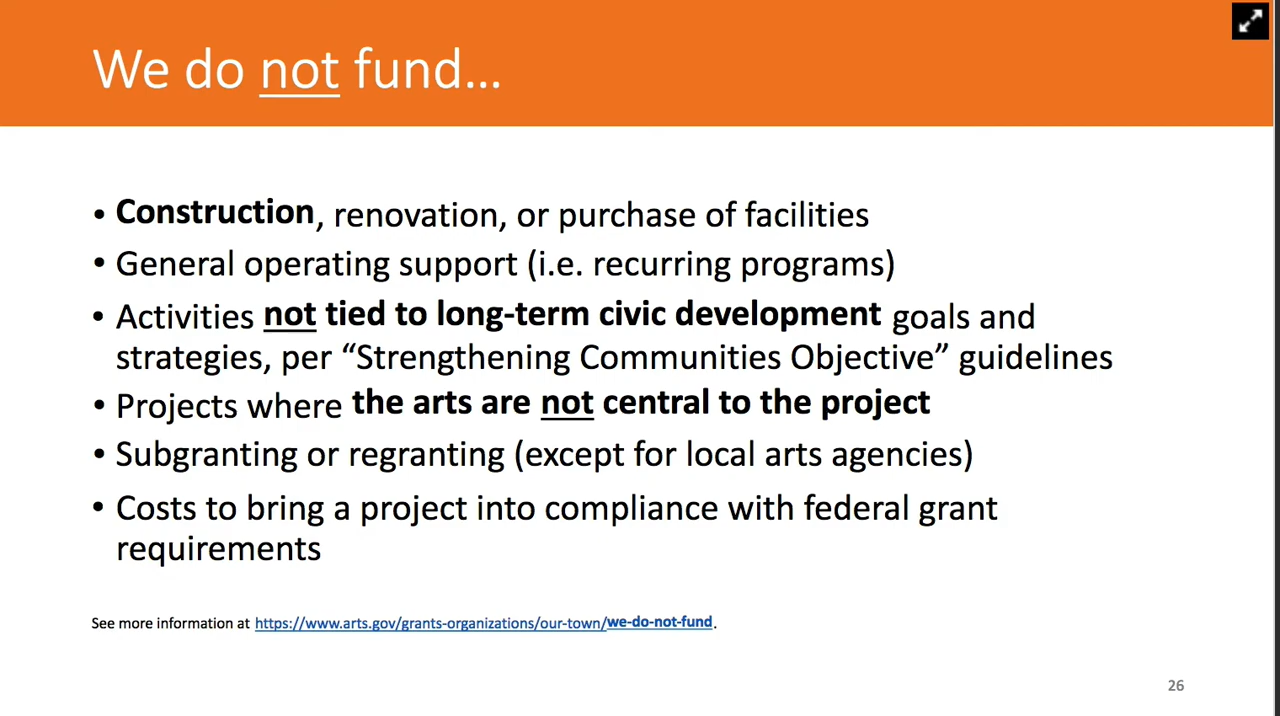 We do not fund...
• Construction, renovation, or purchase of facilities
• General operating support (i.e. recurring programs)
• Activities not tied to long-term civic development goals and
strategies, per “Strengthening Communities Objective” guidelines
• Projects where the arts are not central to the project
• Subgranting or regranting (except for local arts agencies)
• Costs to bring a project into compliance with federal grant
requirements
See more information at https://www.arts.gov/grants-organizations/our-town/we-do-not-fund.
26